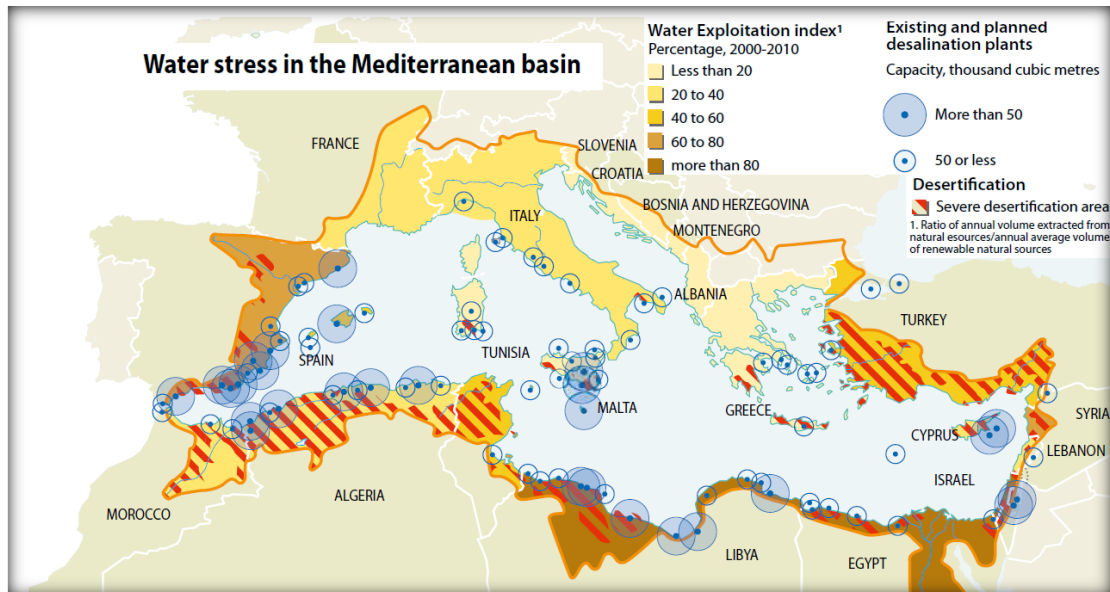 Water stress in the Mediterranean basin
Water Exploitation index¹
Percentage, 2000-2010
Less than 20
20 to 40
40 to 60
60 to 80
more than 80
Existing and planned
desalination plants
Capacity, thousand cubic metres
More than 50
50 or less
Desertification
Severe desertification area
1. Ratio of annual volume extracted from
natural resources/annual average volume
of renewable natural sources
FRANCE
SLOVENIA
CROATIA
BOSNIA AND HERZEGOVINA
MONTENEGRO
ITALY
ALBANIA
TURKEY
SPAIN
TUNISIA
MALTA
GREECE
CYPRUS
SYRIA
LEBANON
ISRAEL
MOROCCO
ALGERIA
LIBYA
EGYPT